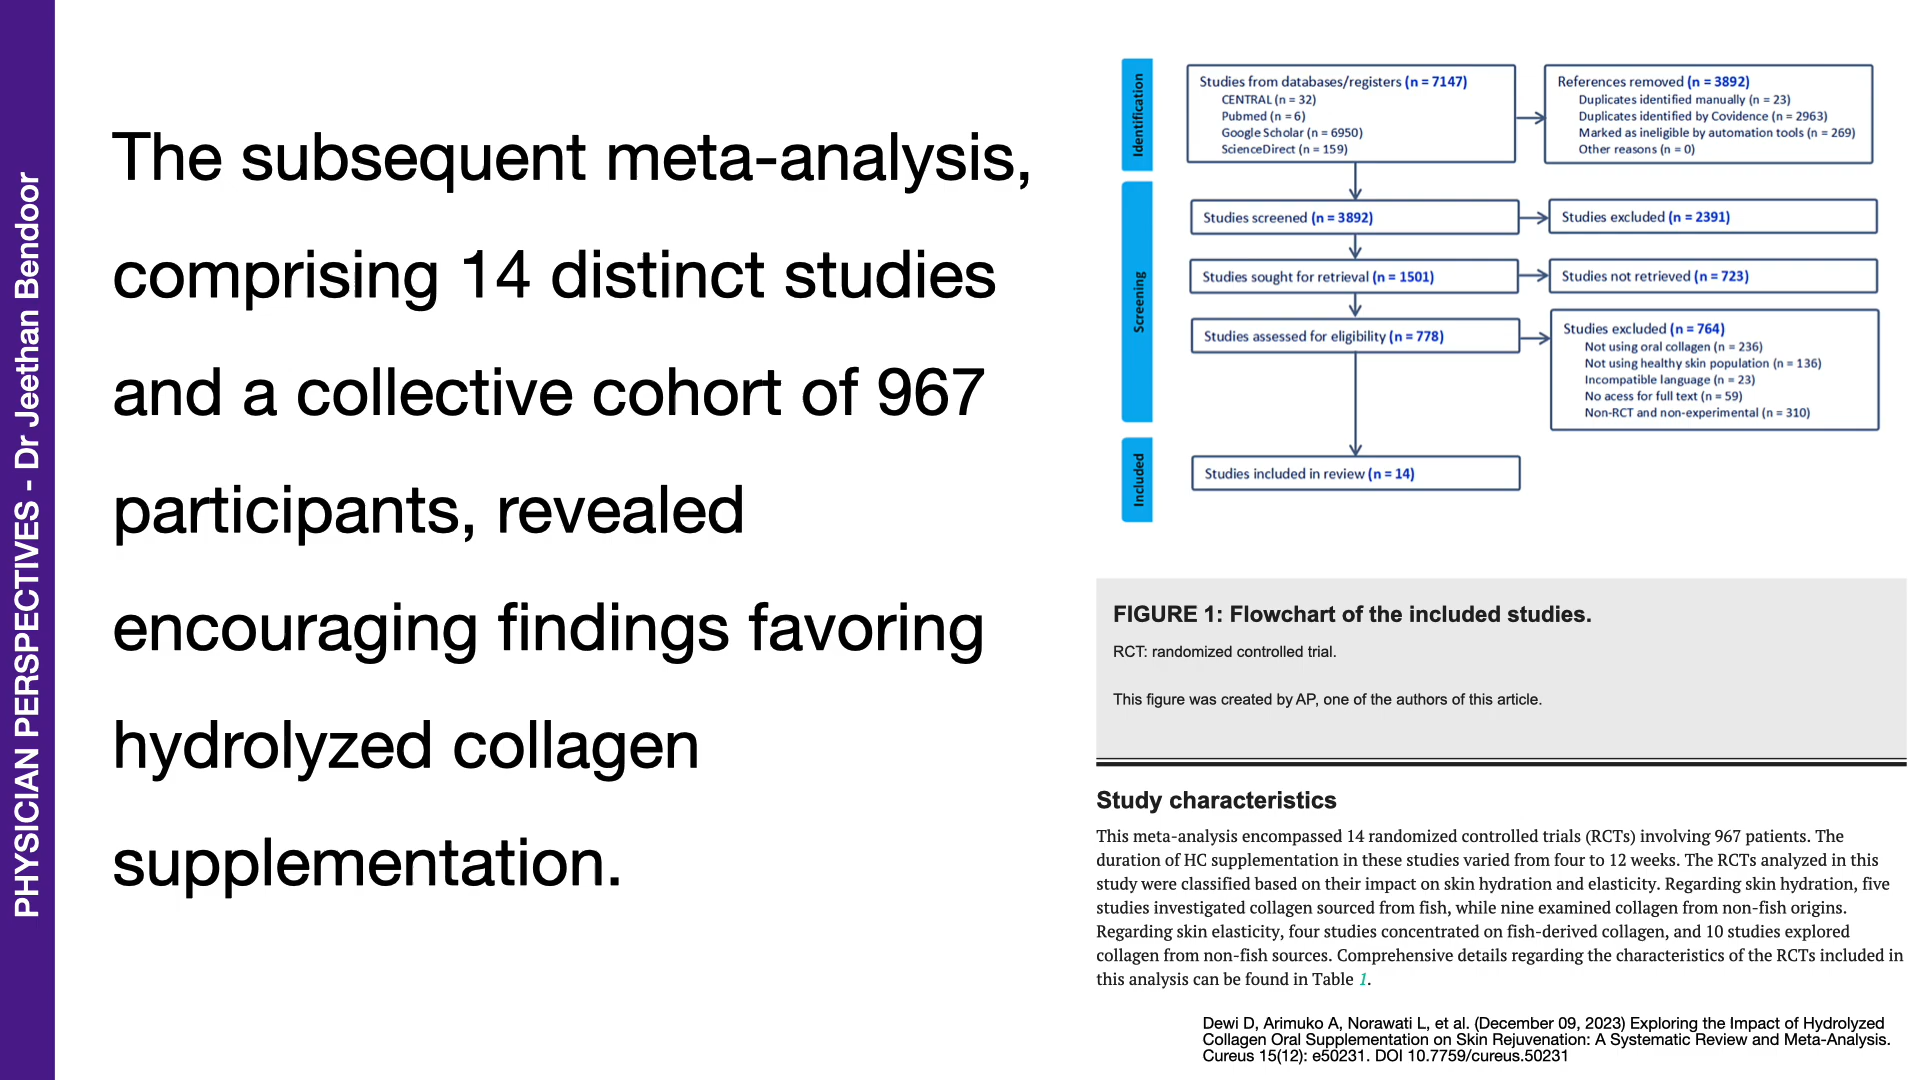 PHYSICIAN PERSPECTIVES - Dr Jeethan Bendoor
The subsequent meta-analysis,
comprising 14 distinct studies
and a collective cohort of 967
participants, revealed
encouraging findings favoring
hydrolyzed collagen
supplementation.
Identification
Studies from databases/registers (n = 7147)
CENTRAL (n = 32)
Pubmed (n = 6)
Google Scholar (n = 6950)
ScienceDirect (n = 159)
References removed (n = 3892)
Duplicates identified manually (n = 23)
Duplicates identified by Covidence (n = 2963)
Marked as ineligible by automation tools (n = 269)
Other reasons (n = 0)
Screening
Studies screened (n = 3892)
Studies excluded (n = 2391)
Studies sought for retrieval (n = 1501)
Studies not retrieved (n = 723)
Studies assessed for eligibility (n = 778)
Studies excluded (n = 764)
Not using oral collagen (n = 236)
Not using healthy skin population (n = 136)
Incompatible language (n = 23)
No acess for full text (n = 59)
Non-RCT and non-experimental (n = 310)
Included
Studies included in review (n = 14)
FIGURE 1: Flowchart of the included studies.
RCT: randomized controlled trial.
This figure was created by AP, one of the authors of this article.
Study characteristics
This meta-analysis encompassed 14 randomized controlled trials (RCTs) involving 967 patients. The
duration of HC supplementation in these studies varied from four to 12 weeks. The RCTs analyzed in this
study were classified based on their impact on skin hydration and elasticity. Regarding skin hydration, five
studies investigated collagen sourced from fish, while nine examined collagen from non-fish origins.
Regarding skin elasticity, four studies concentrated on fish-derived collagen, and 10 studies explored
collagen from non-fish sources. Comprehensive details regarding the characteristics of the RCTs included in
this analysis can be found in Table 1.
Dewi D, Arimuko A, Norawati L, et al. (December 09, 2023) Exploring the Impact of Hydrolyzed
Collagen Oral Supplementation on Skin Rejuvenation: A Systematic Review and Meta-Analysis.
Cureus 15(12): e50231. DOI 10.7759/cureus.50231